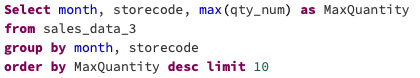 Select month, storecode, max(qty_num) as MaxQuantity
from sales_data_3
group by month, storecode
order by MaxQuantity desc limit 10